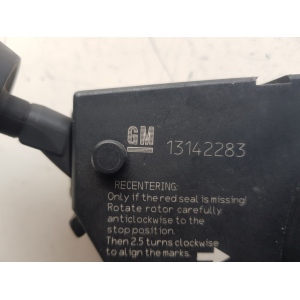 GM 13142283
RECENTERING:
Only if the red seal is missing!
Rotate rotor carefully
anticlockwise to the
stop position.
Then 2.5 turns clockwise
to align the marks.